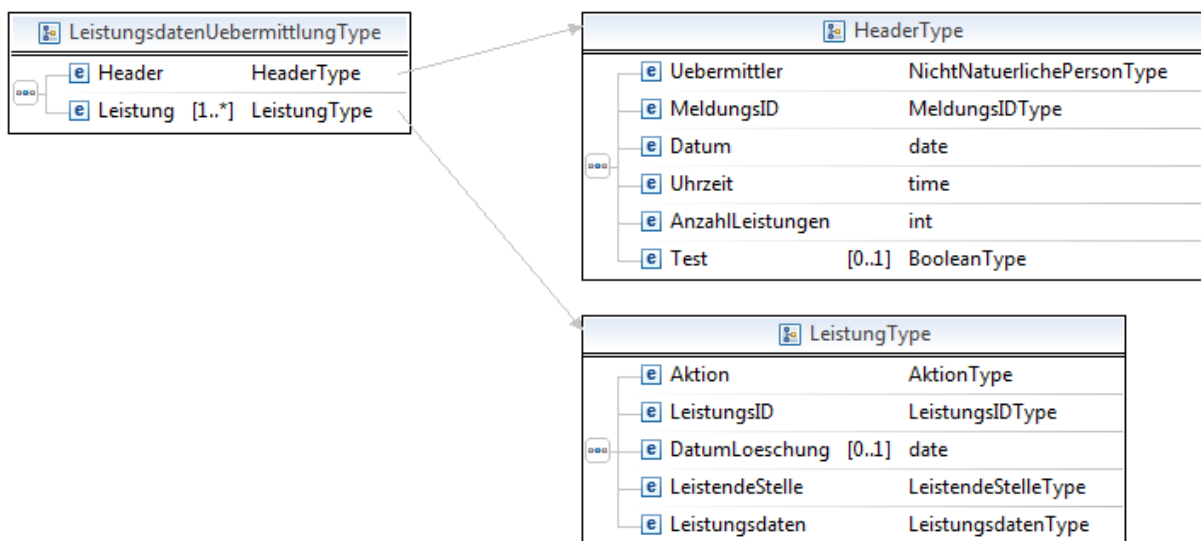 LeistungsdatenUebermittlungType
e Header HeaderType
e Leistung [1..*] LeistungType
HeaderType
e Uebermittler NichtNatuerlichePersonType
e MeldungsID MeldungsIDType
e Datum date
e Uhrzeit time
e AnzahlLeistungen int
e Test [0..1] BooleanType
LeistungType
e Aktion AktionType
e LeistungsID LeistungsIDType
e DatumLoeschung [0..1] date
e LeistendeStelle LeistendeStelleType
e Leistungsdaten LeistungsdatenType